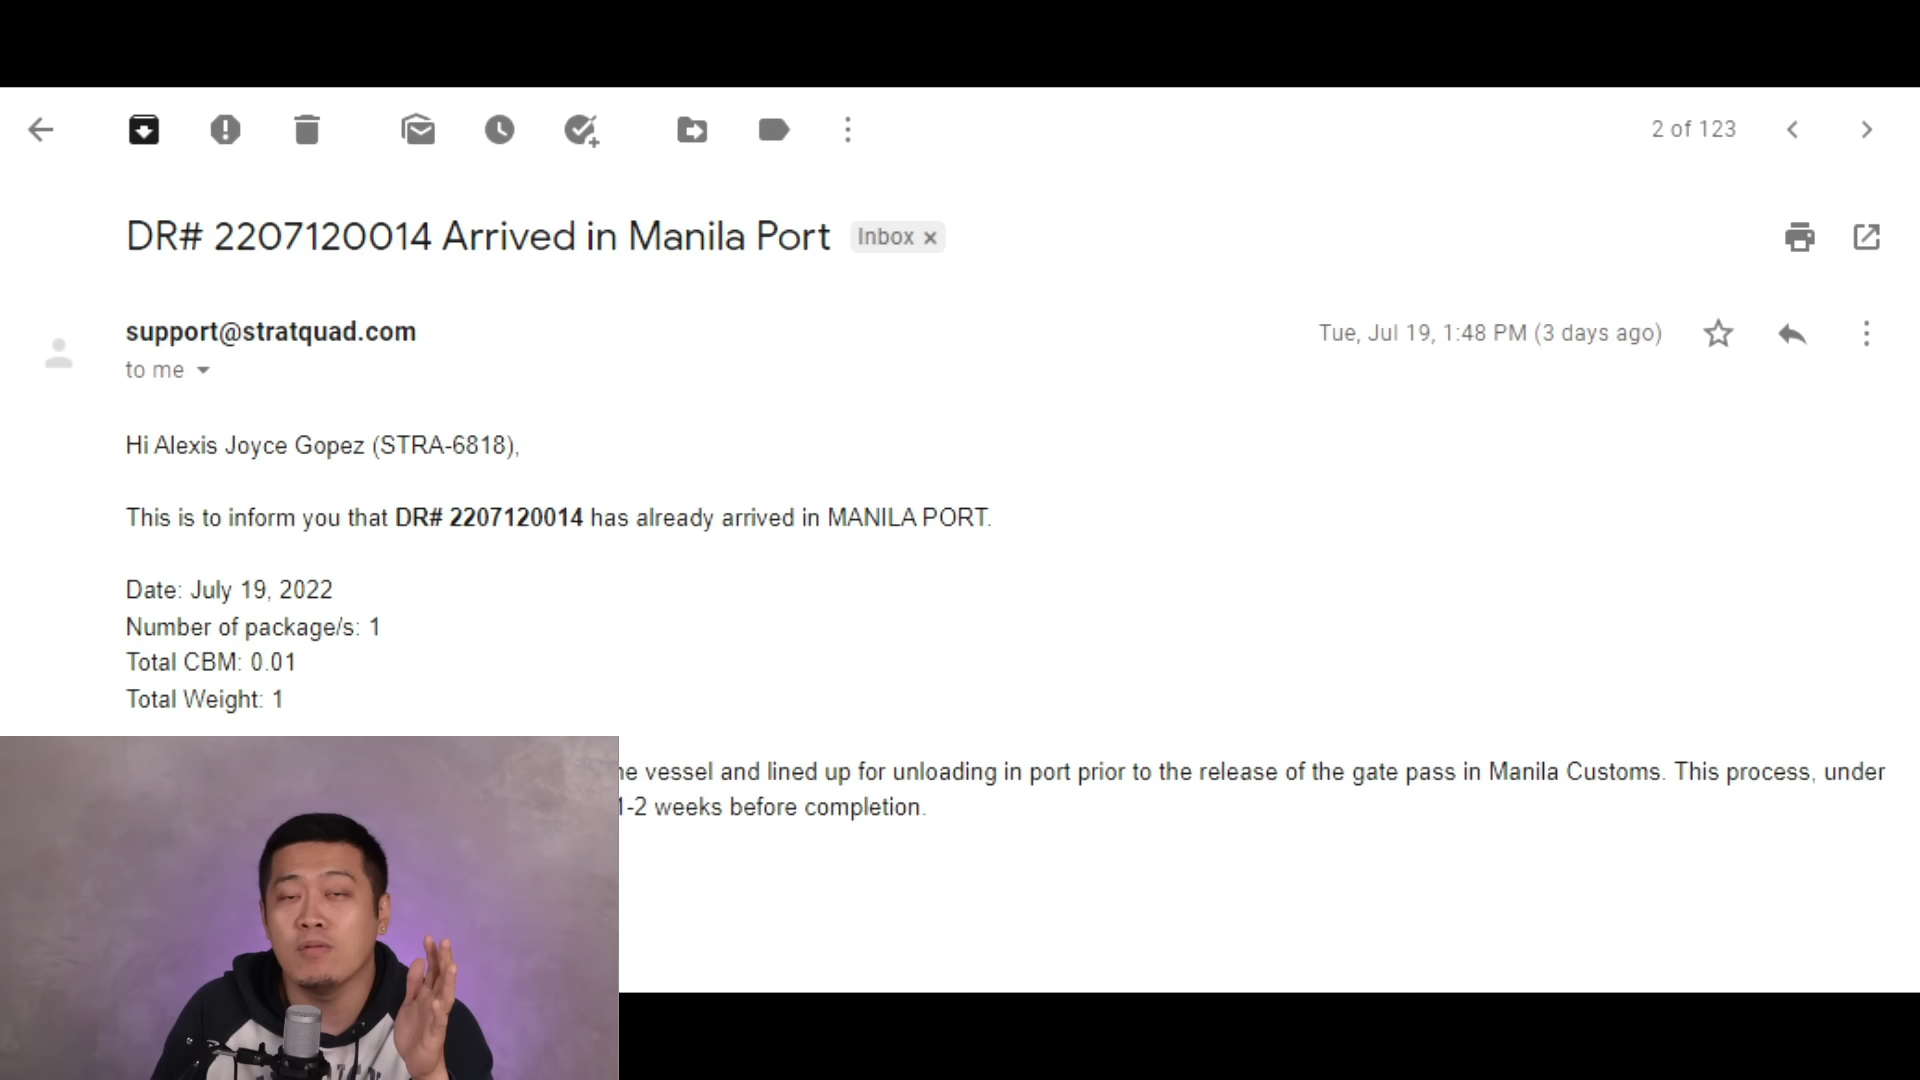 2 of 123
DR# 2207120014 Arrived in Manila Port Inbox x
support@stratquad.com Tue, Jul 19, 1:48 PM (3 days ago)
to me
Hi Alexis Joyce Gopez (STRA-6818),
This is to inform you that DR# 2207120014 has already arrived in MANILA PORT.
Date: July 19, 2022
Number of package/s: 1
Total CBM: 0.01
Total Weight: 1
vessel and lined up for unloading in port prior to the release of the gate pass in Manila Customs. This process, under
1-2 weeks before completion.